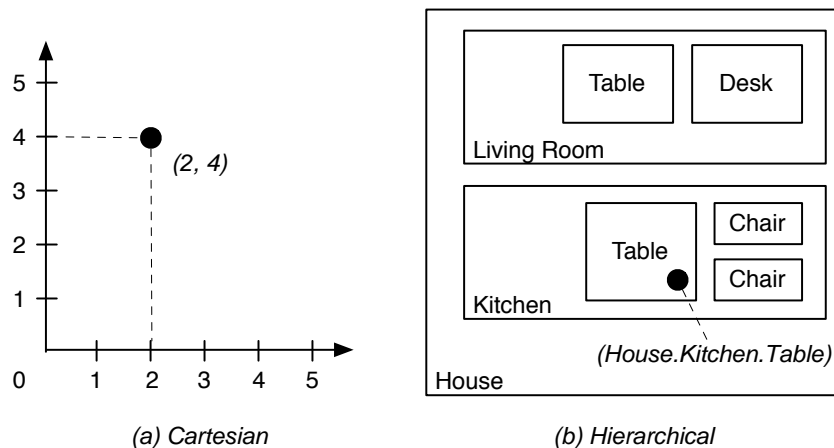 5
4
3
2
1
0
1 2 3 4 5
(2, 4)
(a) Cartesian
Table Desk
Living Room
Table
Chair
Chair
Kitchen
(House.Kitchen.Table)
House
(b) Hierarchical